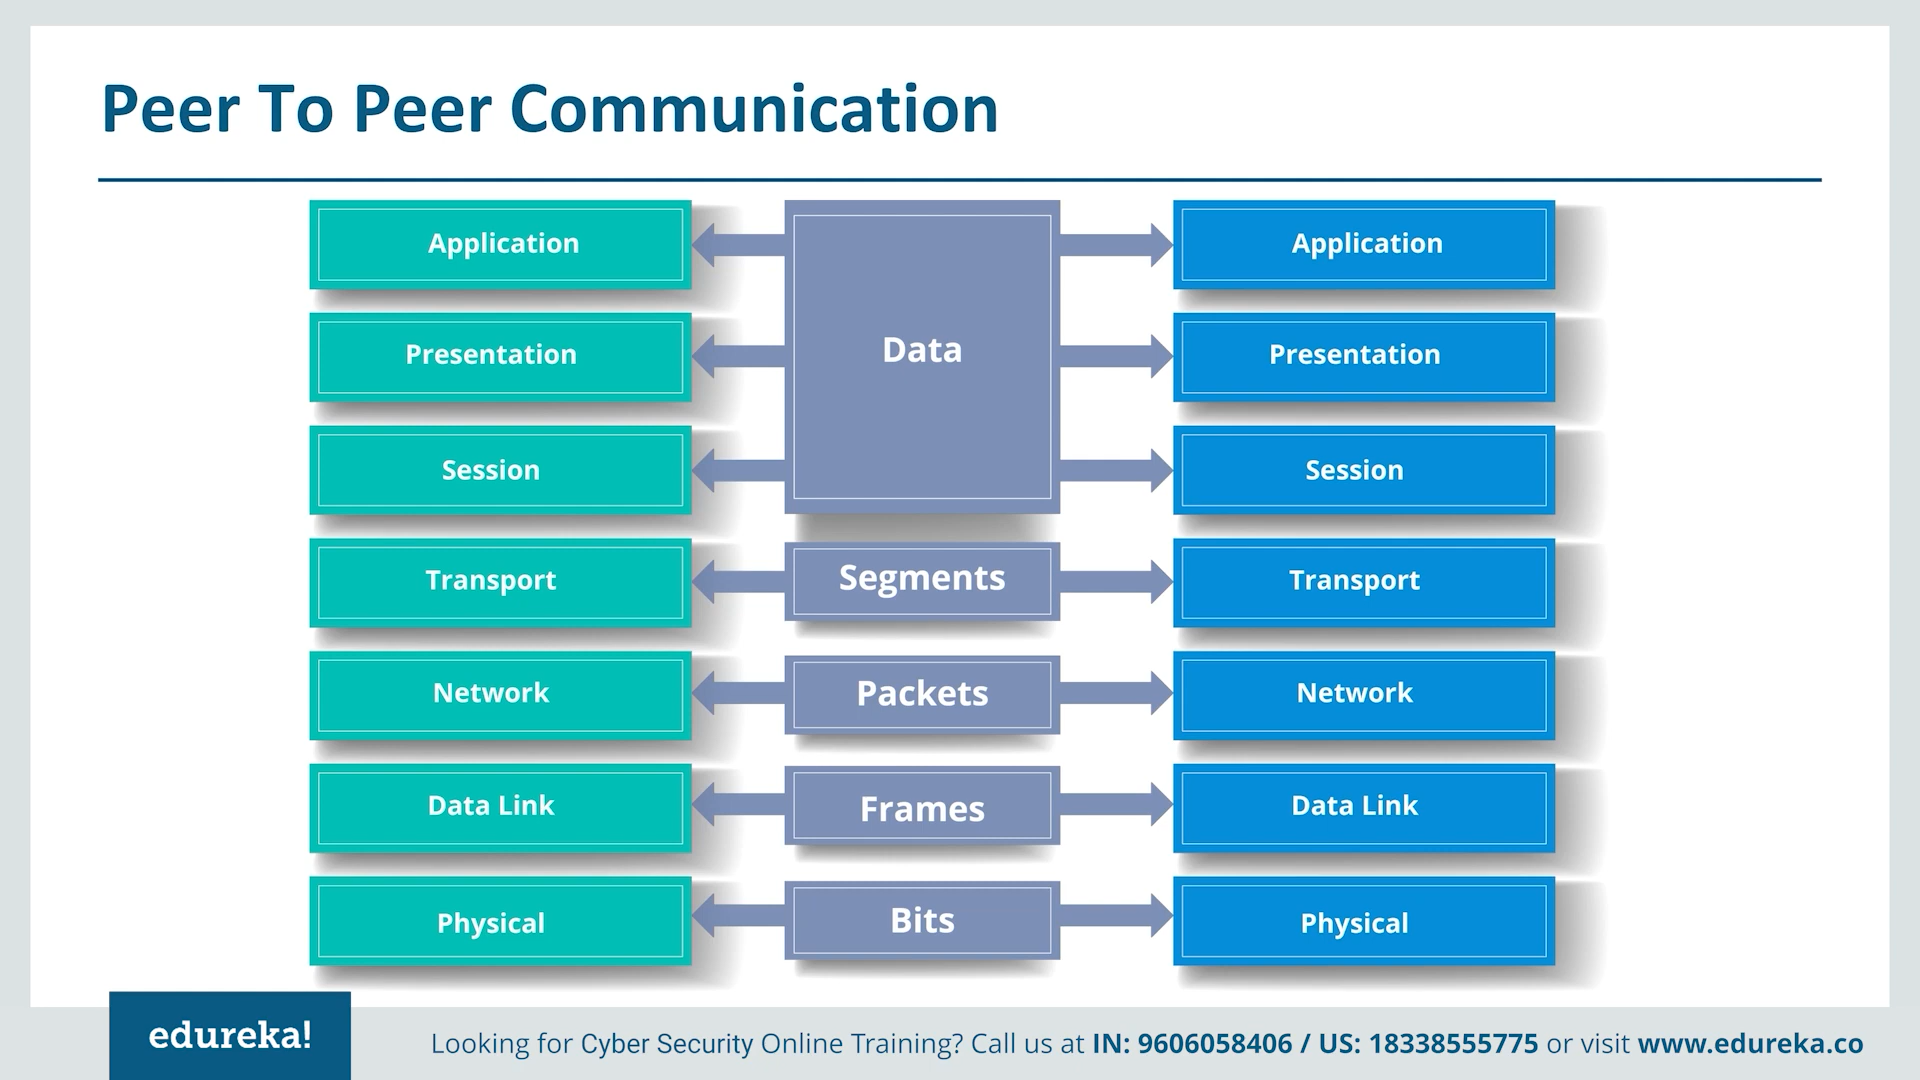 Peer To Peer Communication
Application
Data
Application
Presentation
Presentation
Session
Session
Transport
Segments
Transport
Network
Packets
Network
Data Link
Frames
Data Link
Physical
Bits
Physical
edureka!
Looking for Cyber Security Online Training? Call us at IN: 9606058406 / US: 18338555775 or visit www.edureka.co